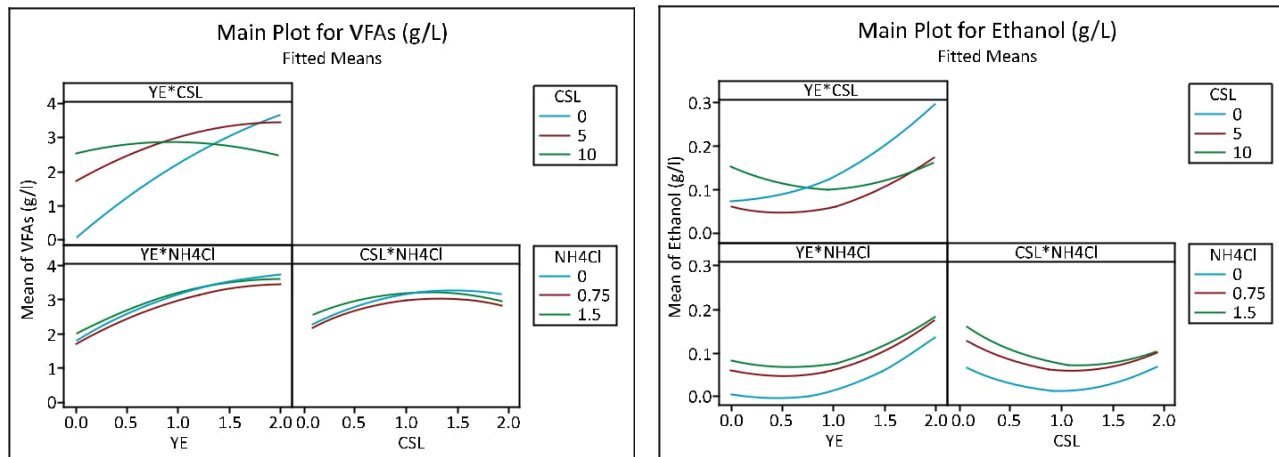 Main Plot for VFAs (g/L)
Fitted Means
YE*CSL
CSL
0
5
10
4
3
2
1
0
Mean of VFAs (g/l)
YE*NH4Cl
CSL*NH4Cl
NH4Cl
0
0.75
1.5
4
3
2
1
0
0.0 0.5 1.0 1.5 2.0 0.0 0.5 1.0 1.5 2.0
YE
CSL
Main Plot for Ethanol (g/L)
Fitted Means
YE*CSL
CSL
0
5
10
0.3
0.2
0.1
0.0
Mean of Ethanol (g/l)
YE*NH4Cl
CSL*NH4Cl
NH4Cl
0
0.75
1.5
0.3
0.2
0.1
0.0
0.0 0.5 1.0 1.5 2.0 0.0 0.5 1.0 1.5 2.0
YE
CSL